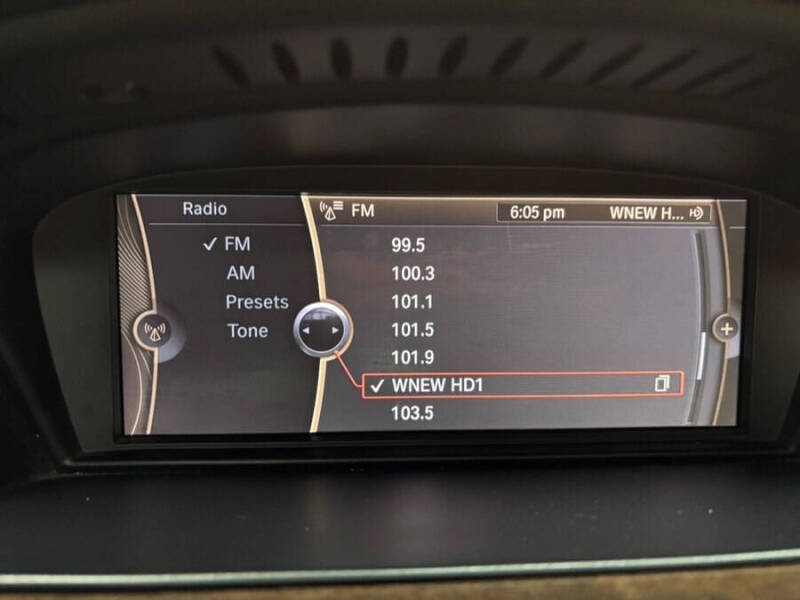 Radio
FM
AM
Presets
Tone
FM
6:05 pm WNEW H... HD
99.5
100.3
101.1
101.5
101.9
WNEW HD1
103.5